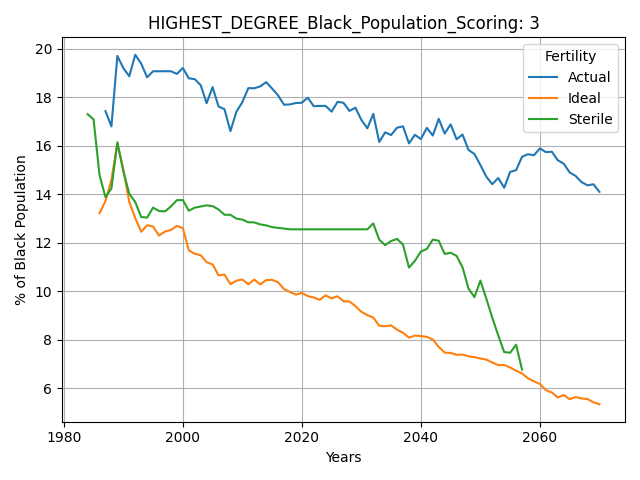 HIGHEST_DEGREE_Black_Population_Scoring: 3
Fertility
Actual
Ideal
Sterile
% of Black Population
20
18
16
14
12
10
8
6
1980
2000
2020
2040
2060
Years